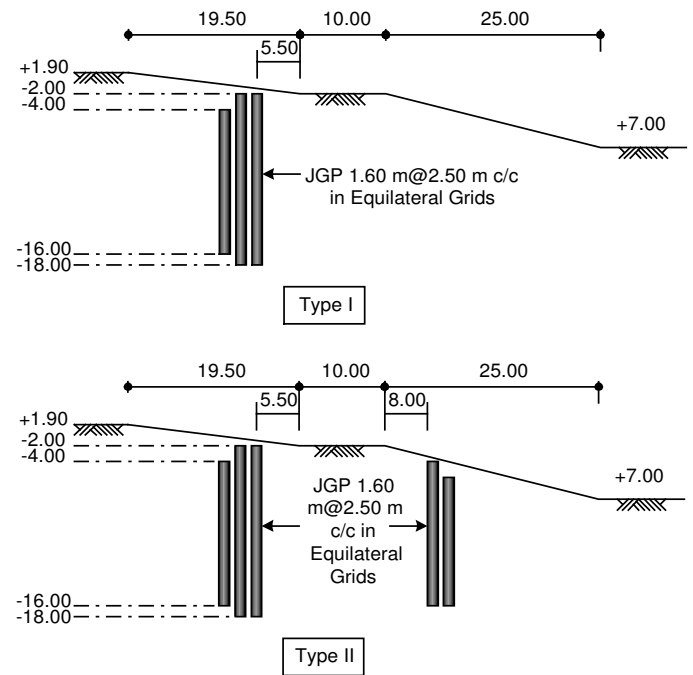 19.50 10.00 25.00
5.50
+1.90
-2.00
-4.00
+7.00
JGP 1.60 m@2.50 m c/c
in Equilateral Grids
-16.00
-18.00
Type I
19.50 10.00 25.00
5.50 8.00
+1.90
-2.00
-4.00
+7.00
JGP 1.60
m@2.50 m
c/c in
Equilateral
Grids
-16.00
-18.00
Type II